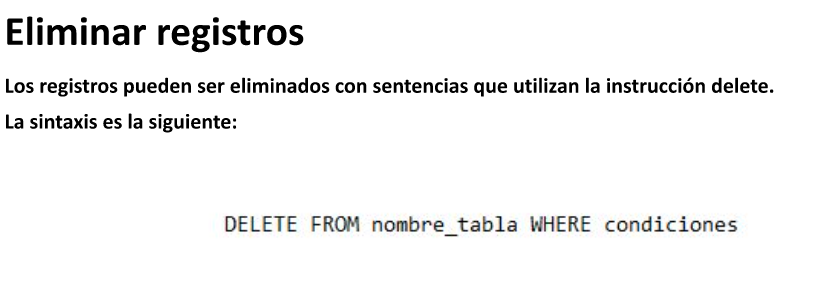 Eliminar registros
Los registros pueden ser eliminados con sentencias que utilizan la instrucción delete.
La sintaxis es la siguiente:
DELETE FROM nombre_tabla WHERE condiciones